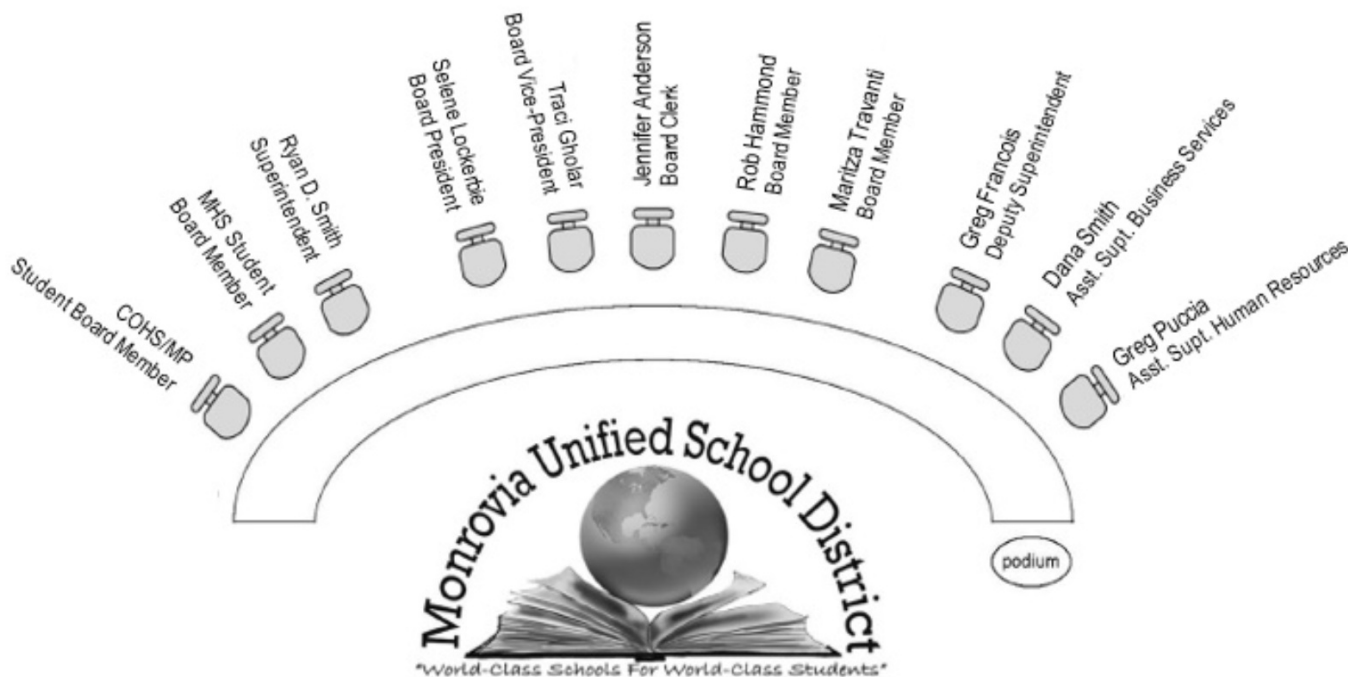 COHS/MP
Student Board Member
MHS Student
Board Member
Ryan D. Smith
Superintendent
Selene Lockerbie
Board President
Traci Gholar
Board Vice-President
Jennifer Anderson
Board Clerk
Rob Hammond
Board Member
Maritza Travanti
Board Member
Greg Francois
Deputy Superintendent
Dana Smith
Asst. Supt. Business Services
Greg Puccia
Asst. Supt. Human Resources
podium
Monrovia Unified School District
"World-Class Schools For World-Class Students"